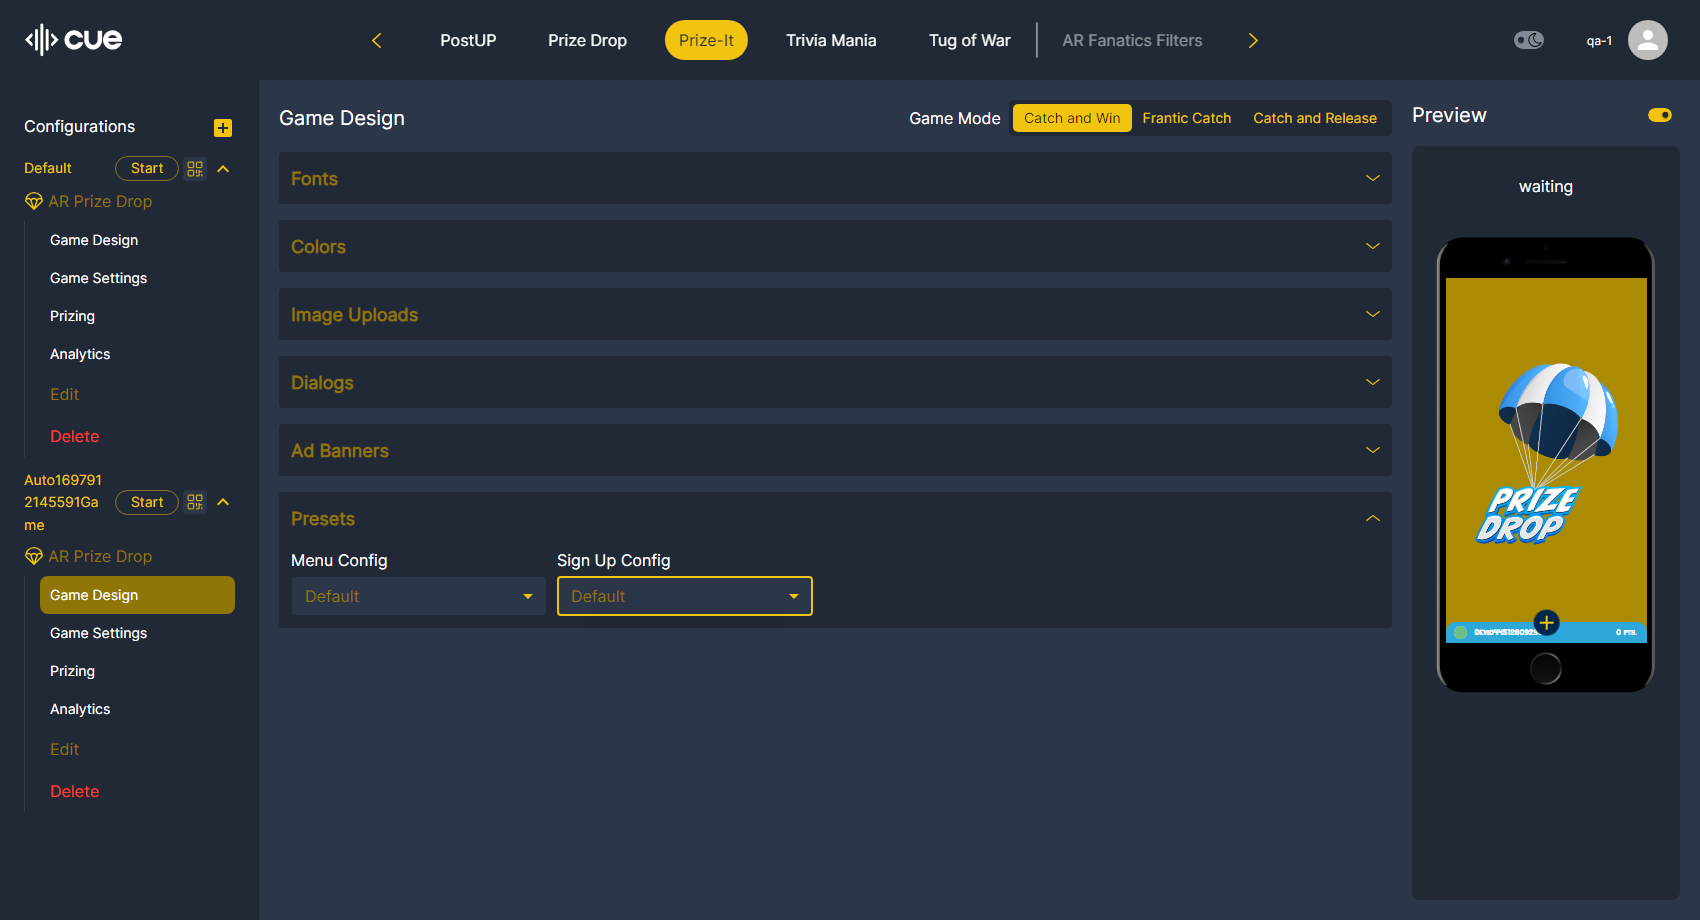 cue
PostUP
Prize Drop
Prize-It
Trivia Mania
Tug of War
AR Fanatics Filters
qa-1
Configurations
Default
Start
AR Prize Drop
Game Design
Game Settings
Prizing
Analytics
Edit
Delete
Auto169791
2145591Ga
me
Start
AR Prize Drop
Game Design
Game Settings
Prizing
Analytics
Edit
Delete
Game Design
Game Mode
Catch and Win
Frantic Catch
Catch and Release
Fonts
Colors
Image Uploads
Dialogs
Ad Banners
Presets
Menu Config
Sign Up Config
Default
Default
Preview
waiting
PRIZE
DROP
0 PTS.